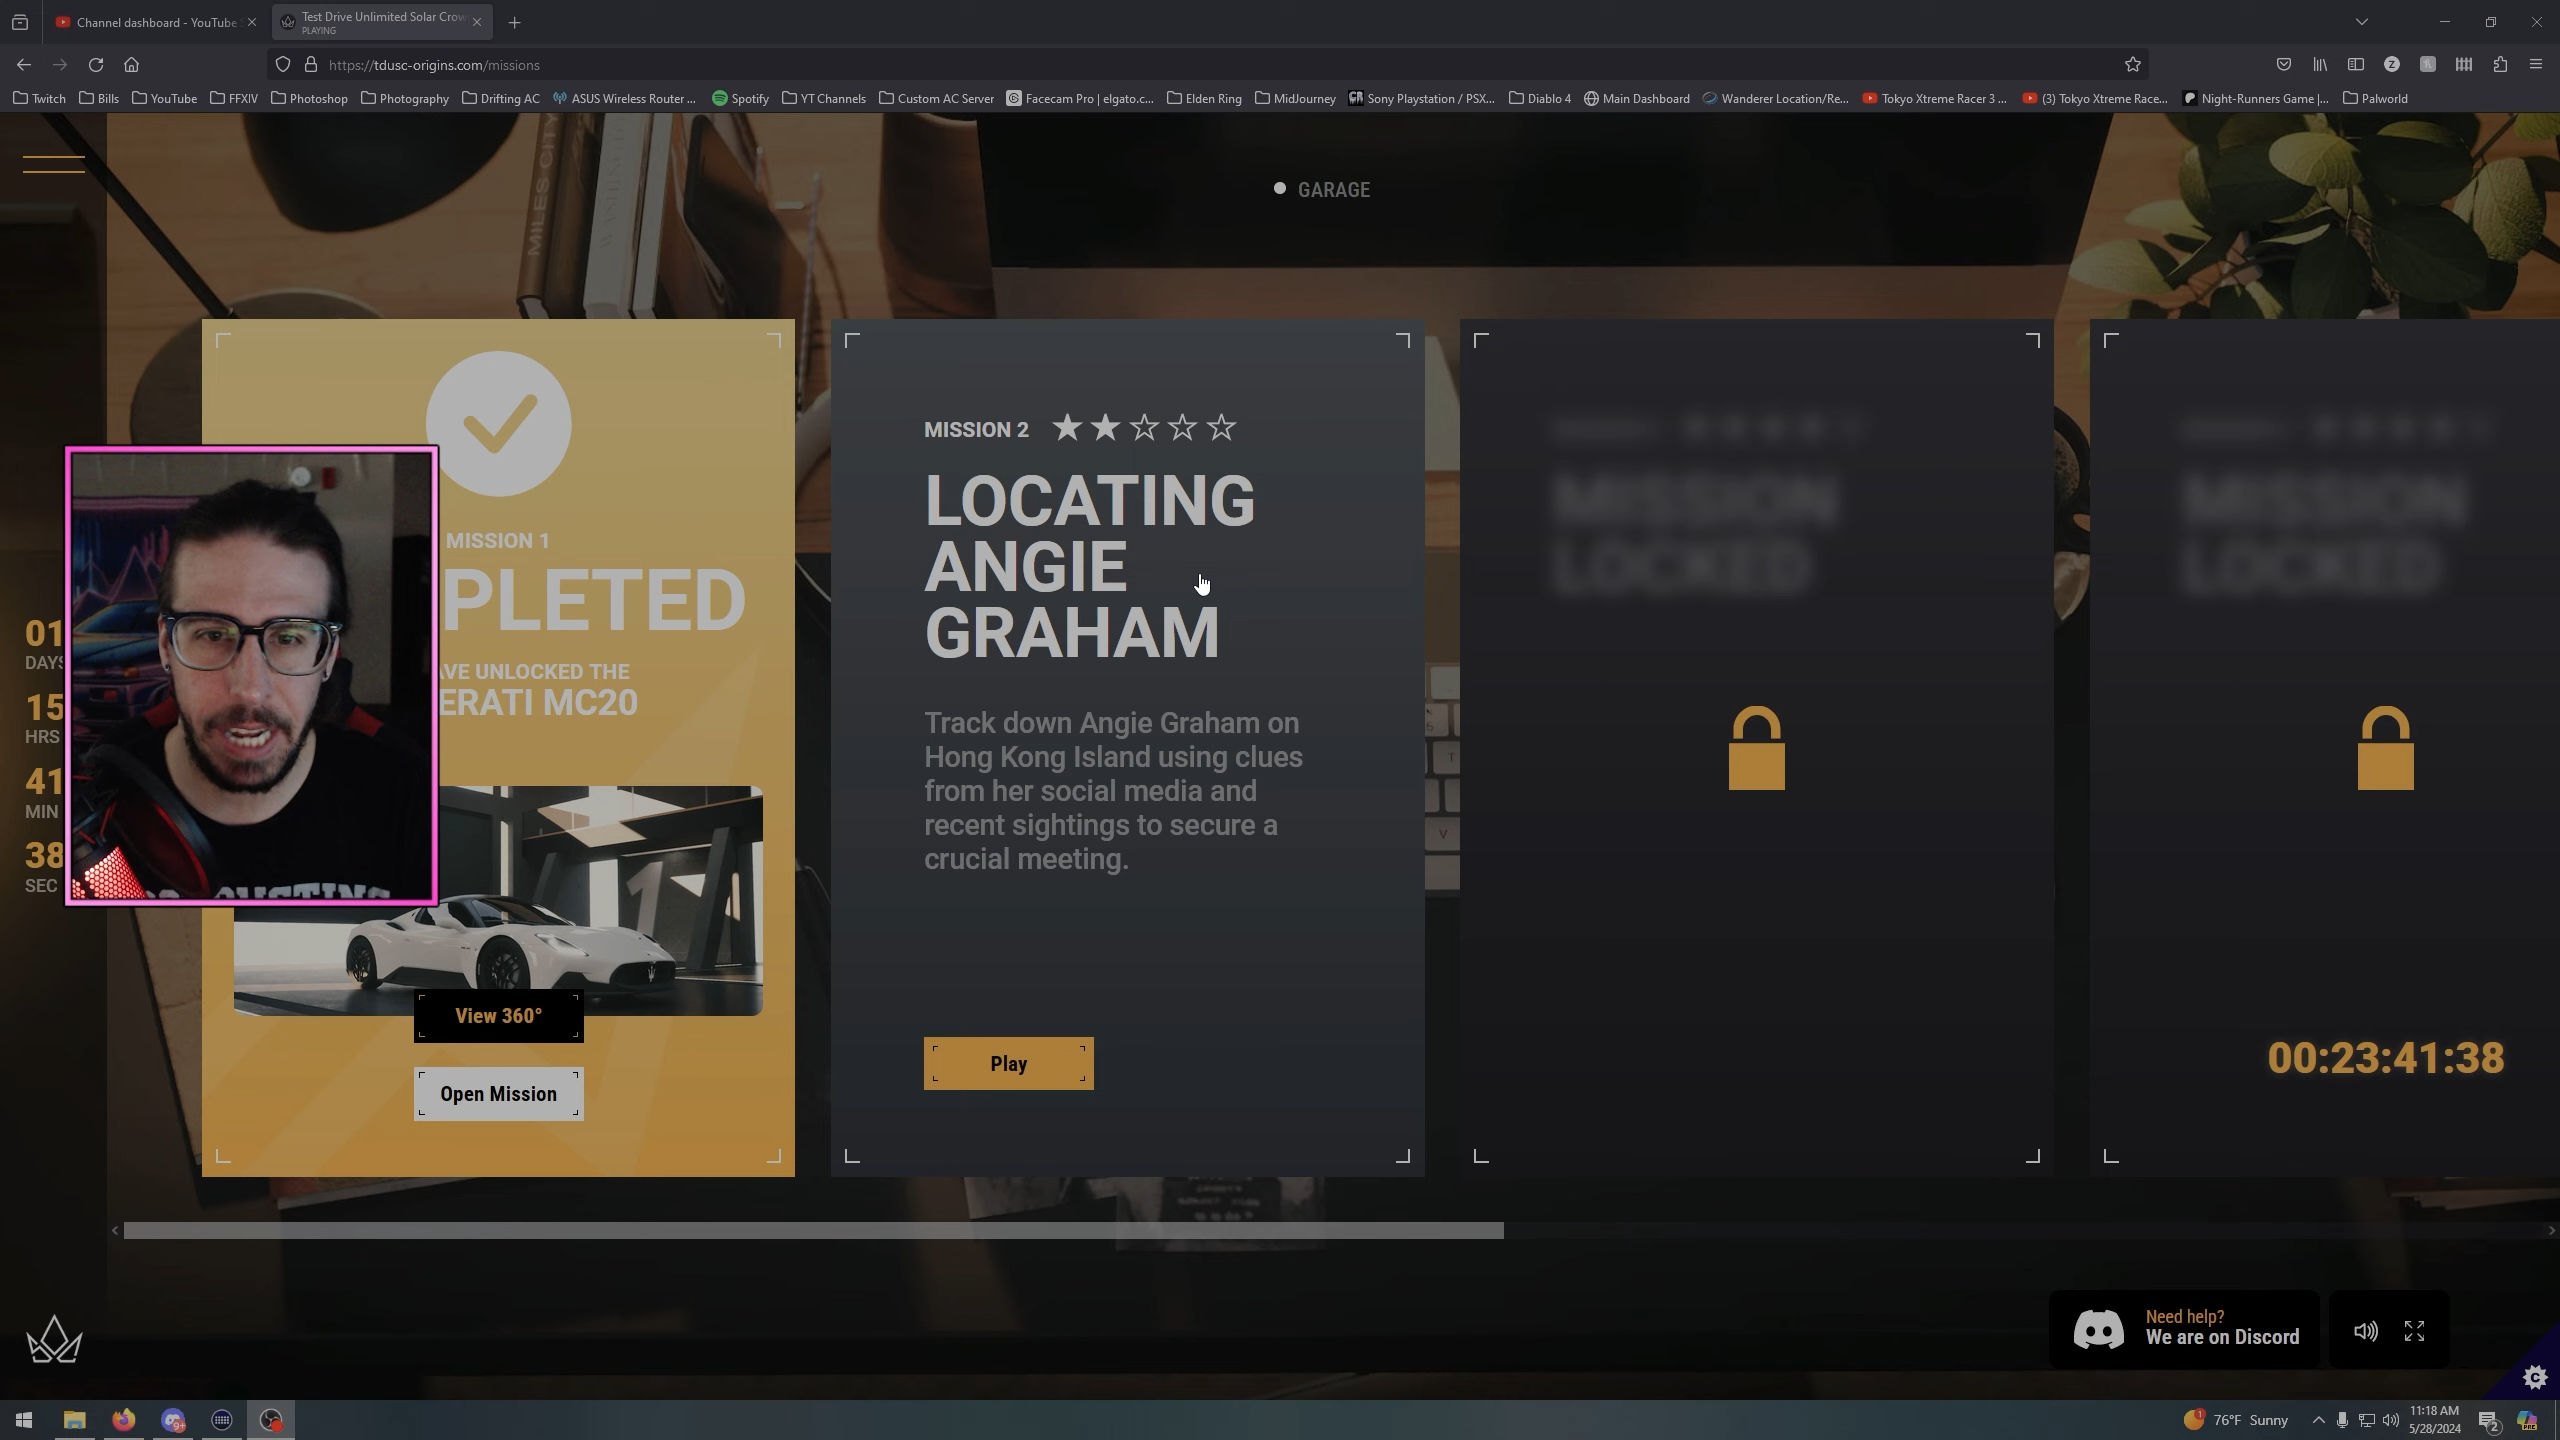 Channel dashboard - YouTube
Test Drive Unlimited Solar Crow
PLAYING
https://tdusc-origins.com/missions
Twitch
Bills
YouTube
FFXIV
Photoshop
Photography
Drifting AC
ASUS Wireless Router ...
Spotify
YT Channels
Custom AC Server
Facecam Pro | elgato.c...
Elden Ring
MidJourney
Sony Playstation / PSX...
Diablo 4
Main Dashboard
Wanderer Location/Re...
Tokyo Xtreme Racer 3 ...
(3) Tokyo Xtreme Race...
Night-Runners Game |...
Palworld
MILES CITY
GARAGE
MISSION 1
PLETED
AVE UNLOCKED THE
ERATI MC20
View 360°
Open Mission
MISSION 2
LOCATING
ANGIE
GRAHAM
Track down Angie Graham on
Hong Kong Island using clues
from her social media and
recent sightings to secure a
crucial meeting.
Play
MISSION
LOCKED
MISSION
LOCKED
00:23:41:38
01
DAYS
15
HRS
41
MIN
38
SEC
Need help?
We are on Discord
76°F Sunny
11:18 AM
5/28/2024